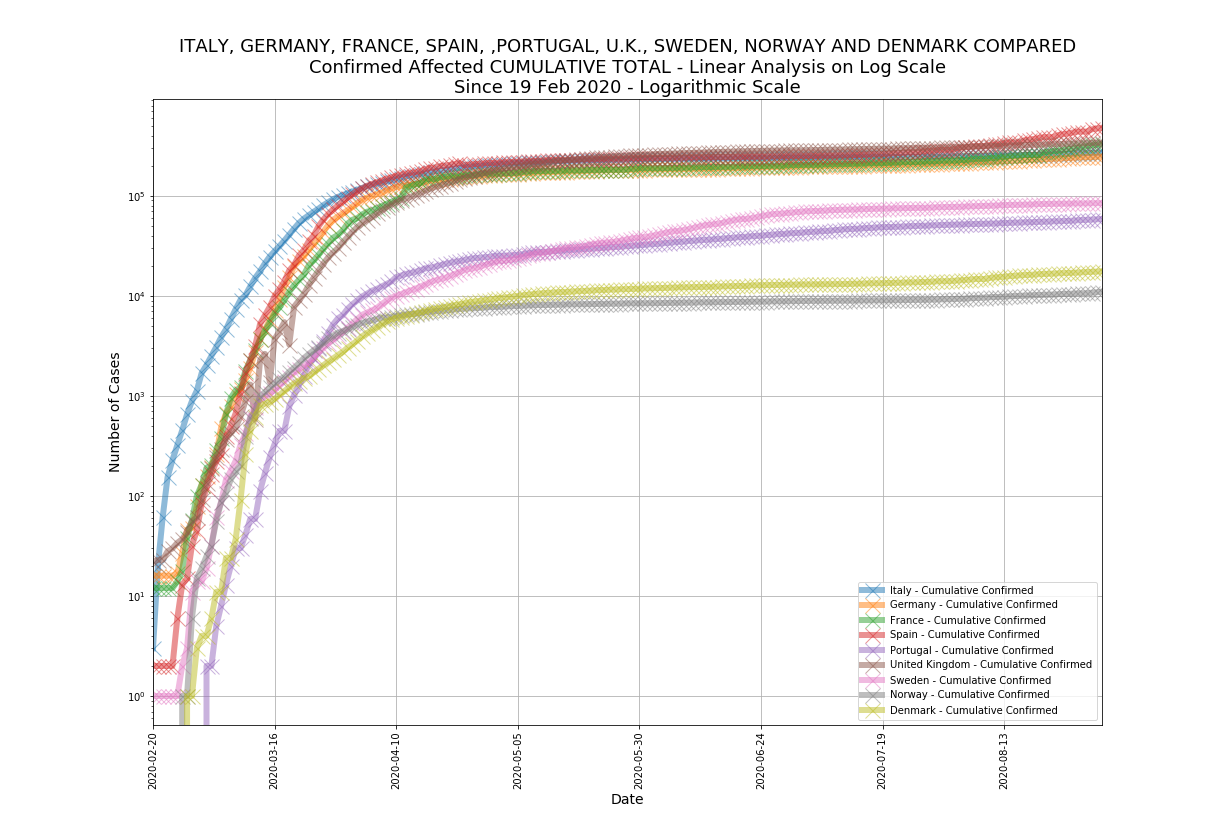 ITALY, GERMANY, FRANCE, SPAIN, ,PORTUGAL, U.K., SWEDEN, NORWAY AND DENMARK COMPARED
Confirmed Affected CUMULATIVE TOTAL - Linear Analysis on Log Scale
Since 19 Feb 2020 - Logarithmic Scale
Number of Cases
10⁵
10⁴
10³
10²
10¹
10⁰
Italy - Cumulative Confirmed
Germany - Cumulative Confirmed
France - Cumulative Confirmed
Spain - Cumulative Confirmed
Portugal - Cumulative Confirmed
United Kingdom - Cumulative Confirmed
Sweden - Cumulative Confirmed
Norway - Cumulative Confirmed
Denmark - Cumulative Confirmed
2020-02-20
2020-03-16
2020-04-10
2020-05-05
2020-05-30
2020-06-24
2020-07-19
2020-08-13
Date